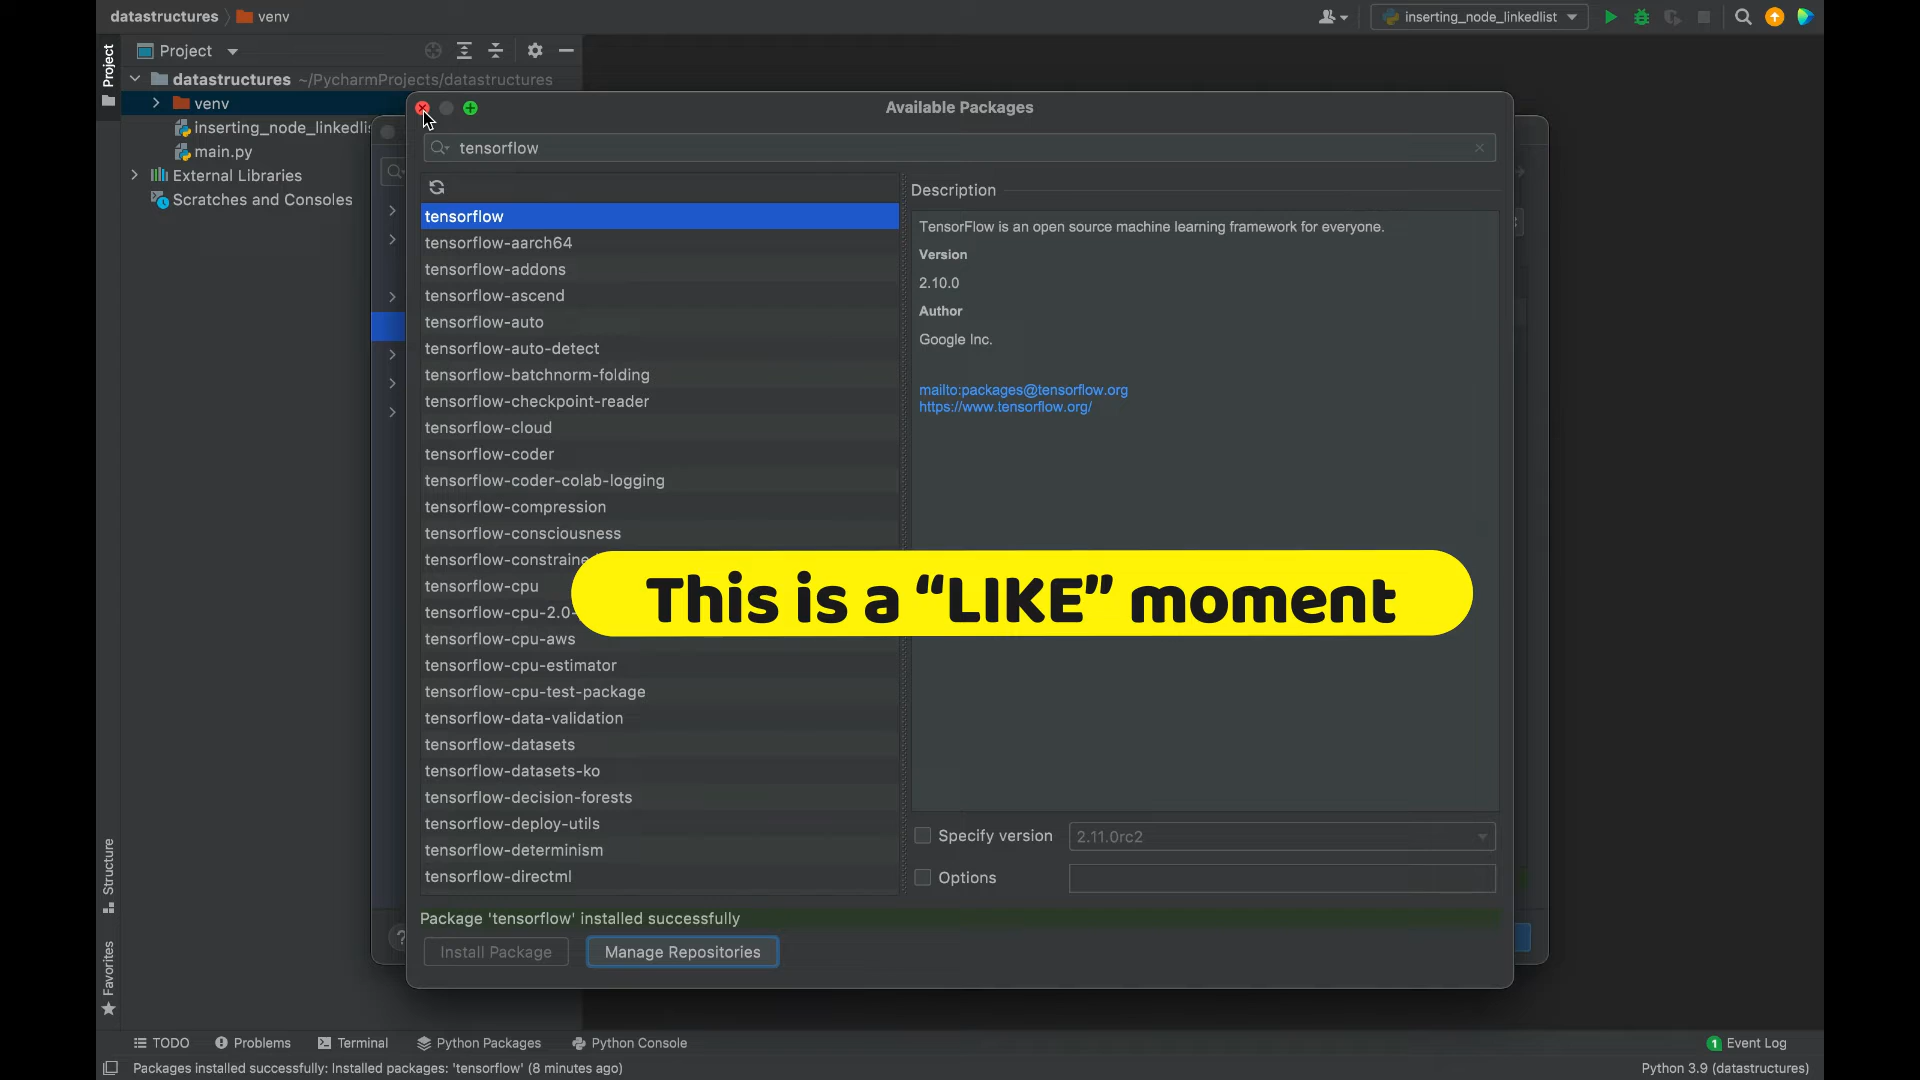 datastructures venv
inserting_node_linkedlist
Project
Project
datastructures ~/PycharmProjects/datastructures
venv
inserting_node_linkedlis
main.py
External Libraries
Scratches and Consoles
Available Packages
tensorflow
tensorflow
tensorflow-aarch64
tensorflow-addons
tensorflow-ascend
tensorflow-auto
tensorflow-auto-detect
tensorflow-batchnorm-folding
tensorflow-checkpoint-reader
tensorflow-cloud
tensorflow-coder
tensorflow-coder-colab-logging
tensorflow-compression
tensorflow-consciousness
tensorflow-constraine
tensorflow-cpu
tensorflow-cpu-2.0-
tensorflow-cpu-aws
tensorflow-cpu-estimator
tensorflow-cpu-test-package
tensorflow-data-validation
tensorflow-datasets
tensorflow-datasets-ko
tensorflow-decision-forests
tensorflow-deploy-utils
tensorflow-determinism
tensorflow-directml
Description
TensorFlow is an open source machine learning framework for everyone.
Version
2.10.0
Author
Google Inc.
mailto:packages@tensorflow.org
https://www.tensorflow.org/
This is a “LIKE” moment
Specify version 2.11.0rc2
Options
Package 'tensorflow' installed successfully
?
Install Package Manage Repositories
Structure
Favorites
TODO Problems Terminal Python Packages Python Console
1 Event Log
Packages installed successfully: Installed packages: 'tensorflow' (8 minutes ago)
Python 3.9 (datastructures)